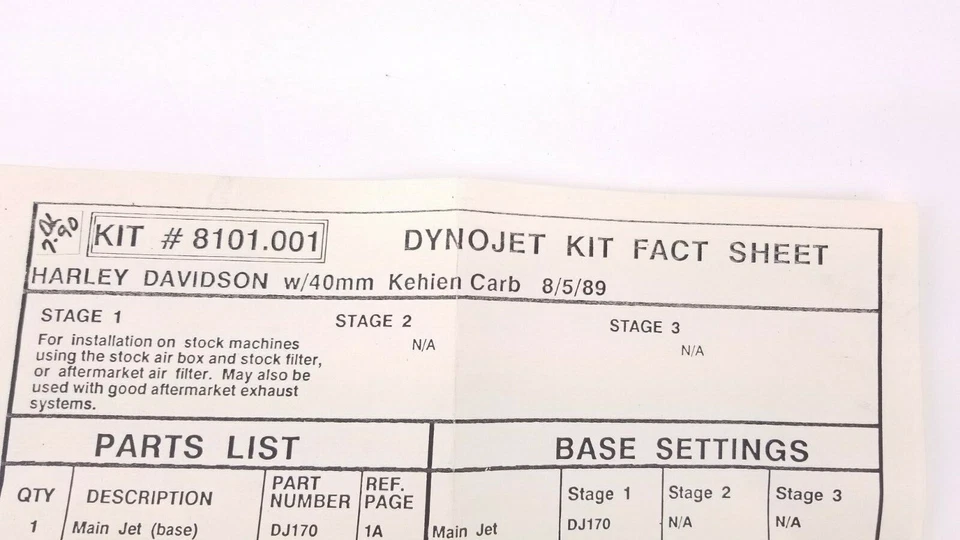 7-90
KIT # 8101.001
DYNOJET KIT FACT SHEET
HARLEY DAVIDSON w/40mm Kehien Carb 8/5/89
STAGE 1
For installation on stock machines
using the stock air box and stock filter,
or aftermarket air filter. May also be
used with good aftermarket exhaust
systems.
STAGE 2
N/A
STAGE 3
N/A
PARTS LIST
QTY DESCRIPTION PART NUMBER REF. PAGE
1 Main Jet (base) DJ170 1A
BASE SETTINGS
Stage 1 Stage 2 Stage 3
Main Jet DJ170 N/A N/A